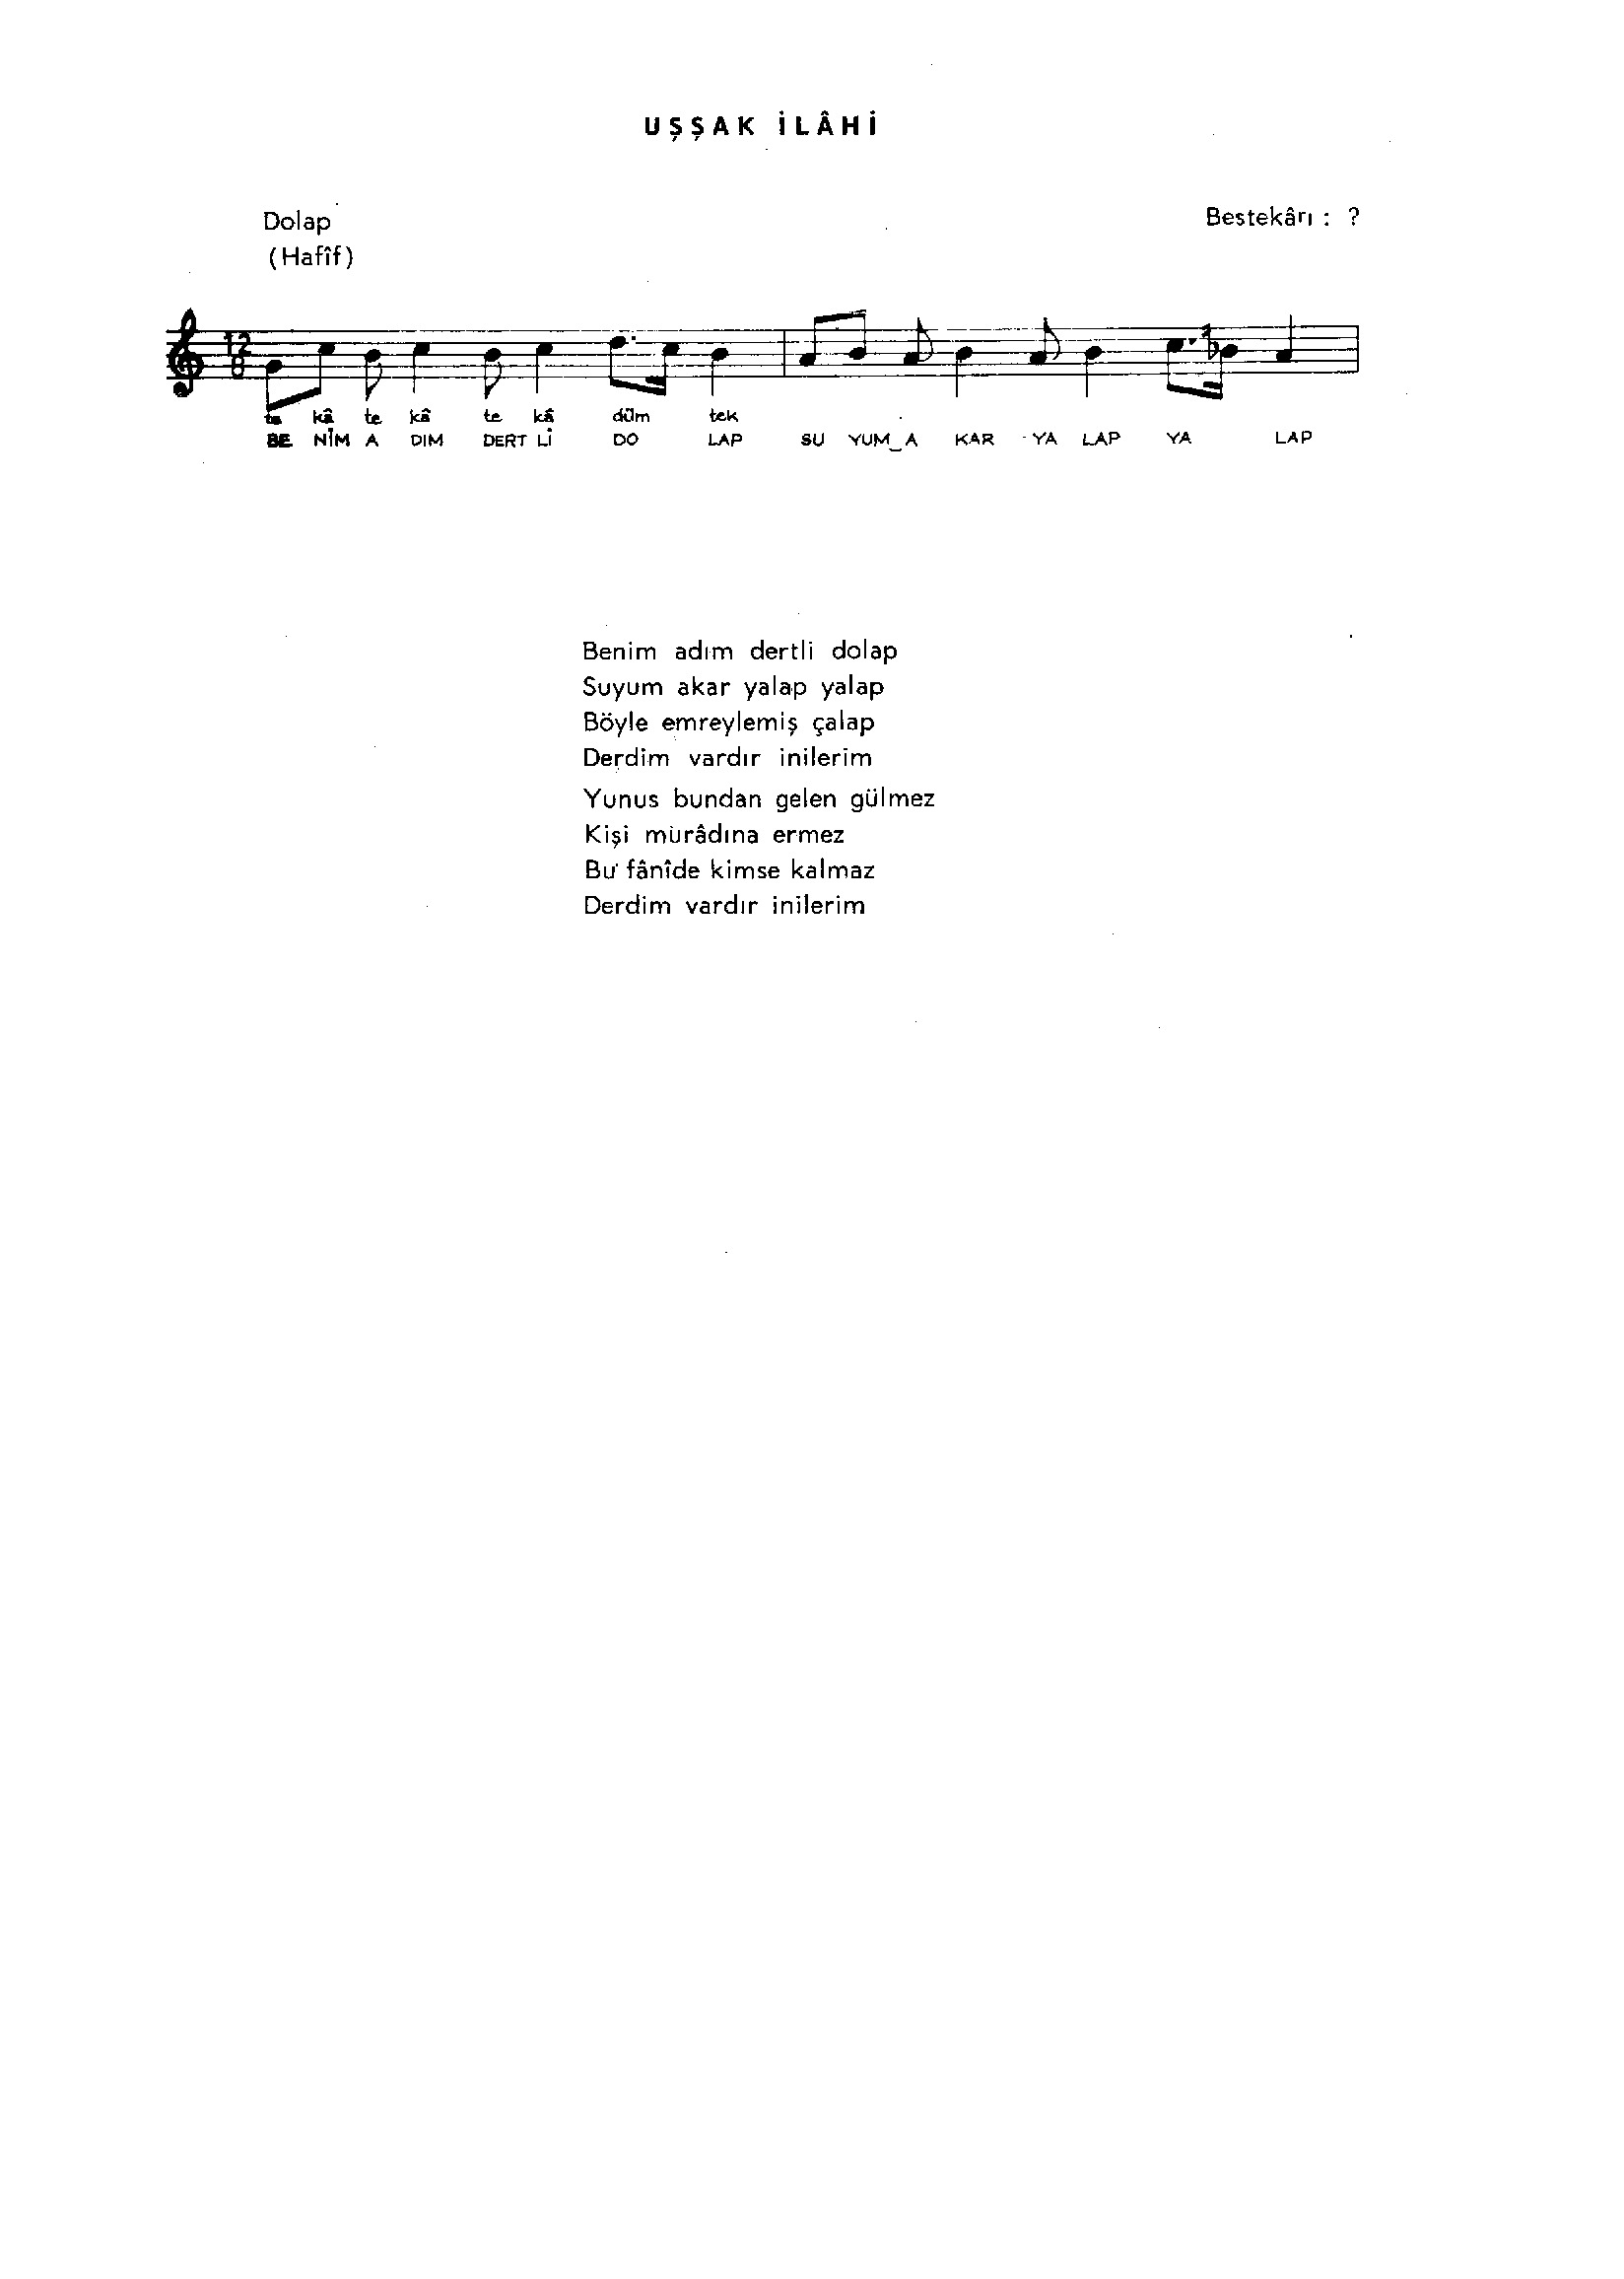 UŞŞAK İLÂHİ
Dolap
(Hafîf)
Bestekârı : ?
12
8
te kâ te kâ te kâ düm tek
BE NİM A DIM DERT Lİ DO LAP SU YUM_A KAR YA LAP YA LAP
Benim adım dertli dolap
Suyum akar yalap yalap
Böyle emreylemiş çalap
Derdim vardır inilerim
Yunus bundan gelen gülmez
Kişi murâdına ermez
Bu fânîde kimse kalmaz
Derdim vardır inilerim